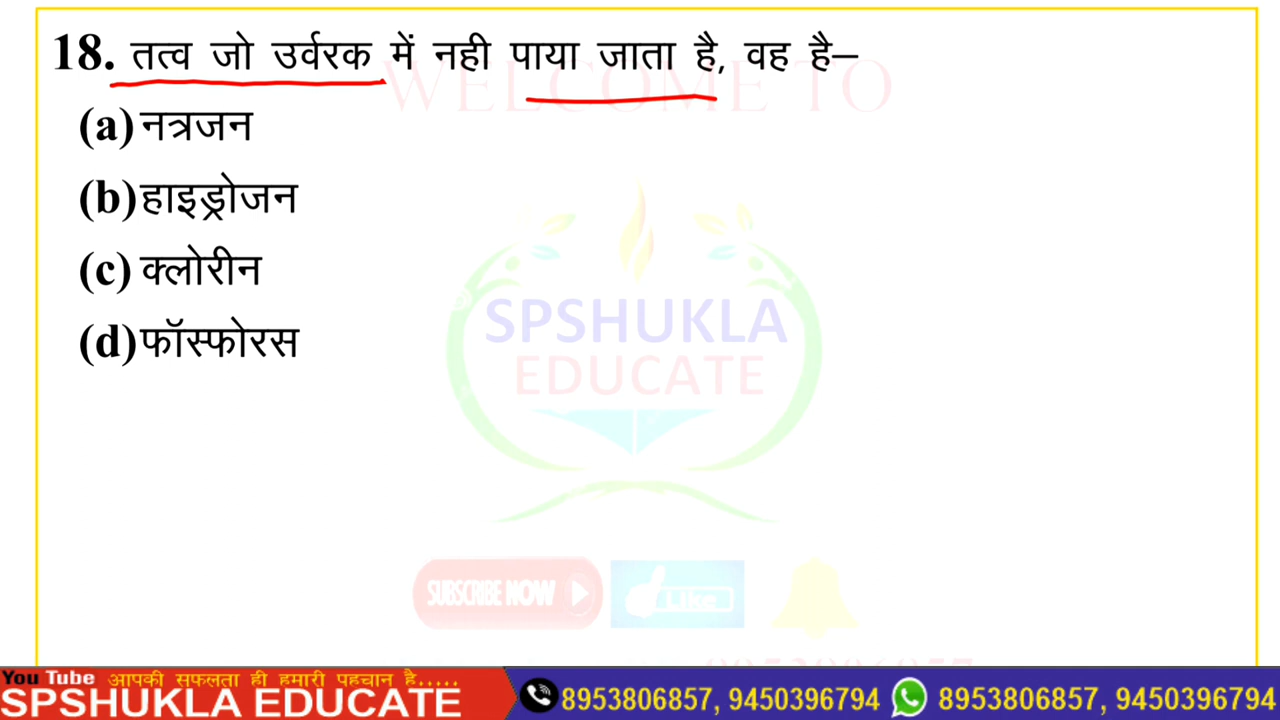 18. तत्व जो उर्वरक में नही पाया जाता है, वह है–
WELCOME TO
(a) नत्रजन
(b) हाइड्रोजन
(c) क्लोरीन
(d) फॉस्फोरस
SPSHUKLA
EDUCATE
SUBSCRIBE NOW
Like
You Tube आपकी सफलता ही हमारी पहचान है.....
SPSHUKLA EDUCATE
8953806857, 9450396794
8953806857, 9450396794